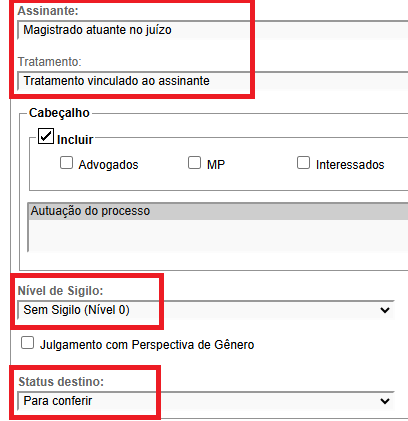 Assinante:
Magistrado atuante no juízo
Tratamento:
Tratamento vinculado ao assinante
Cabeçalho
Incluir
Advogados MP Interessados
Autuação do processo
Nível de Sigilo:
Sem Sigilo (Nível 0)
Julgamento com Perspectiva de Gênero
Status destino:
Para conferir